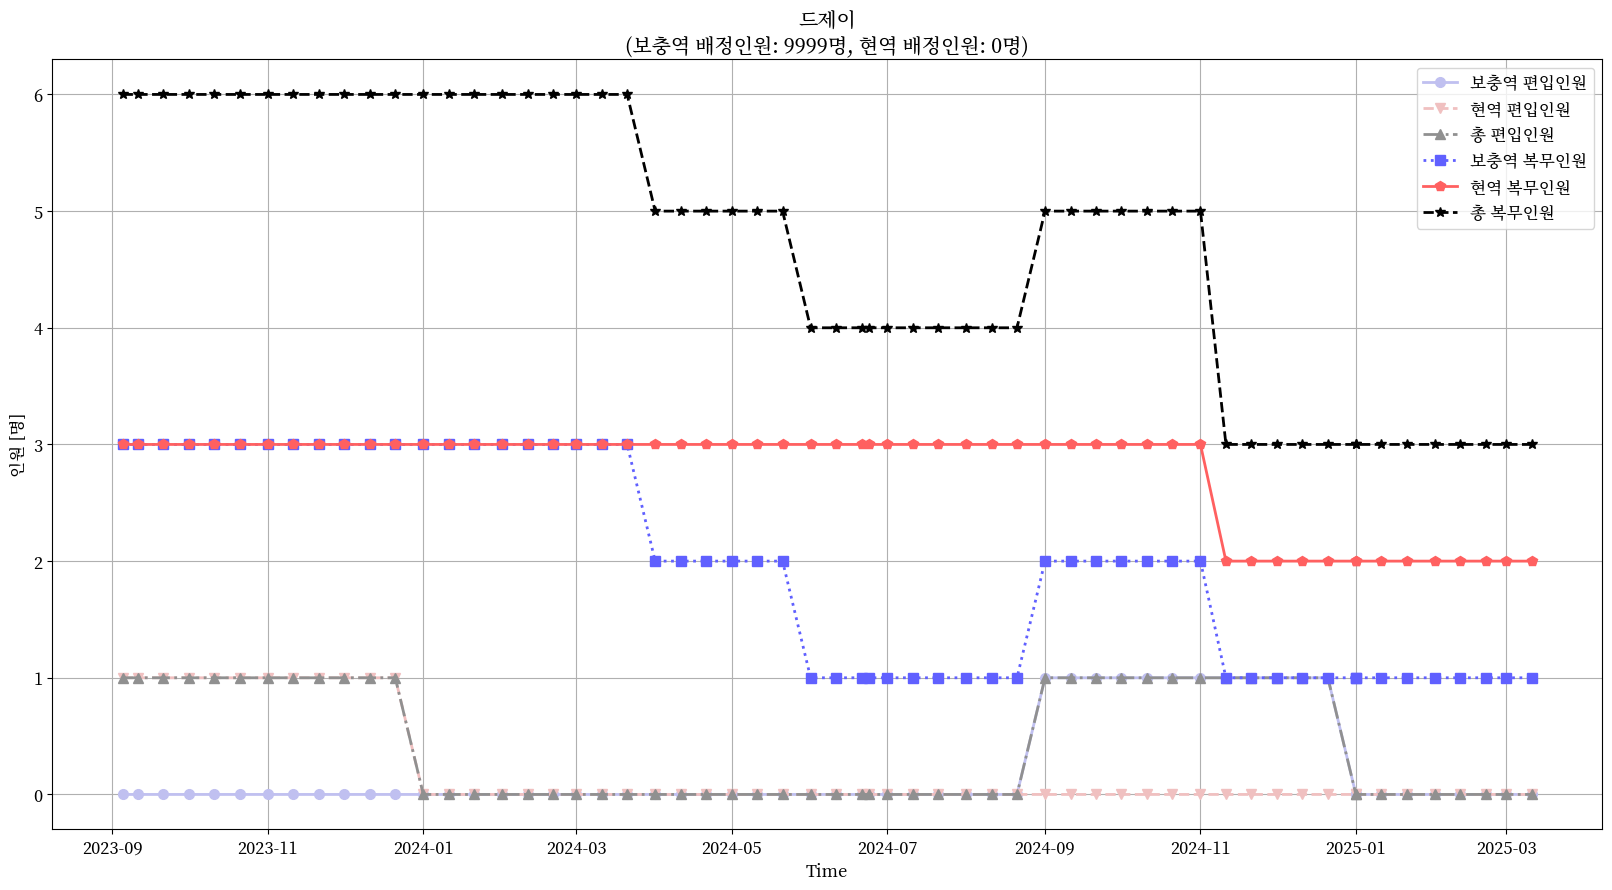 드제이
(보충역 배정인원: 9999명, 현역 배정인원: 0명)
보충역 편입인원
현역 편입인원
총 편입인원
보충역 복무인원
현역 복무인원
총 복무인원
인원 [명]
6
5
4
3
2
1
0
2023-09
2023-11
2024-01
2024-03
2024-05
2024-07
2024-09
2024-11
2025-01
2025-03
Time